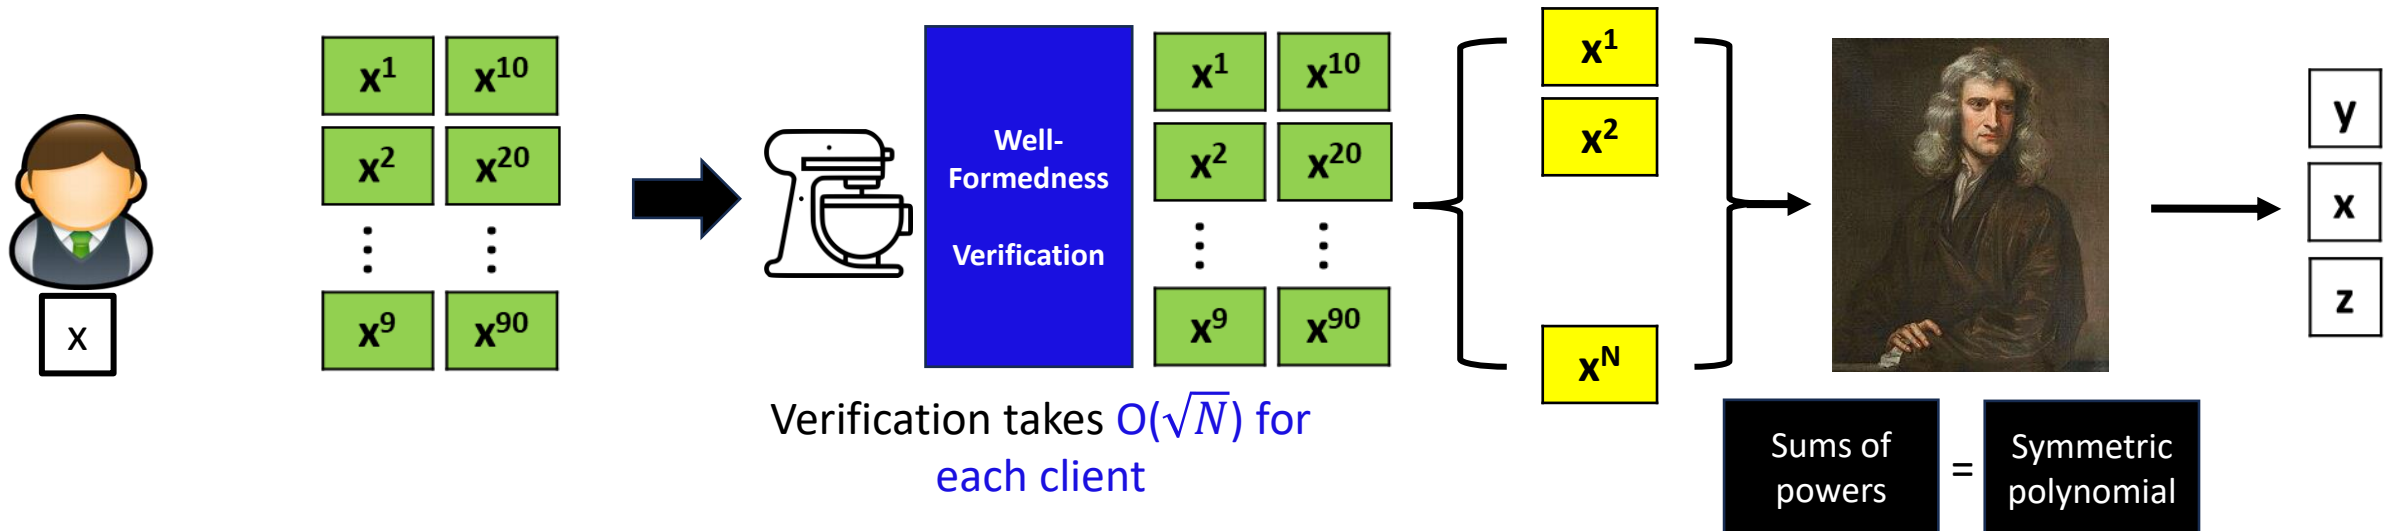 x
x¹ x¹⁰
x² x²⁰
⋮ ⋮
x⁹ x⁹⁰
Well-
Formedness
Verification
x¹ x¹⁰
x² x²⁰
⋮ ⋮
x⁹ x⁹⁰
Verification takes O(√N) for
each client
x¹
x²
xᴺ
Sums of
powers
=
Symmetric
polynomial
y
x
z